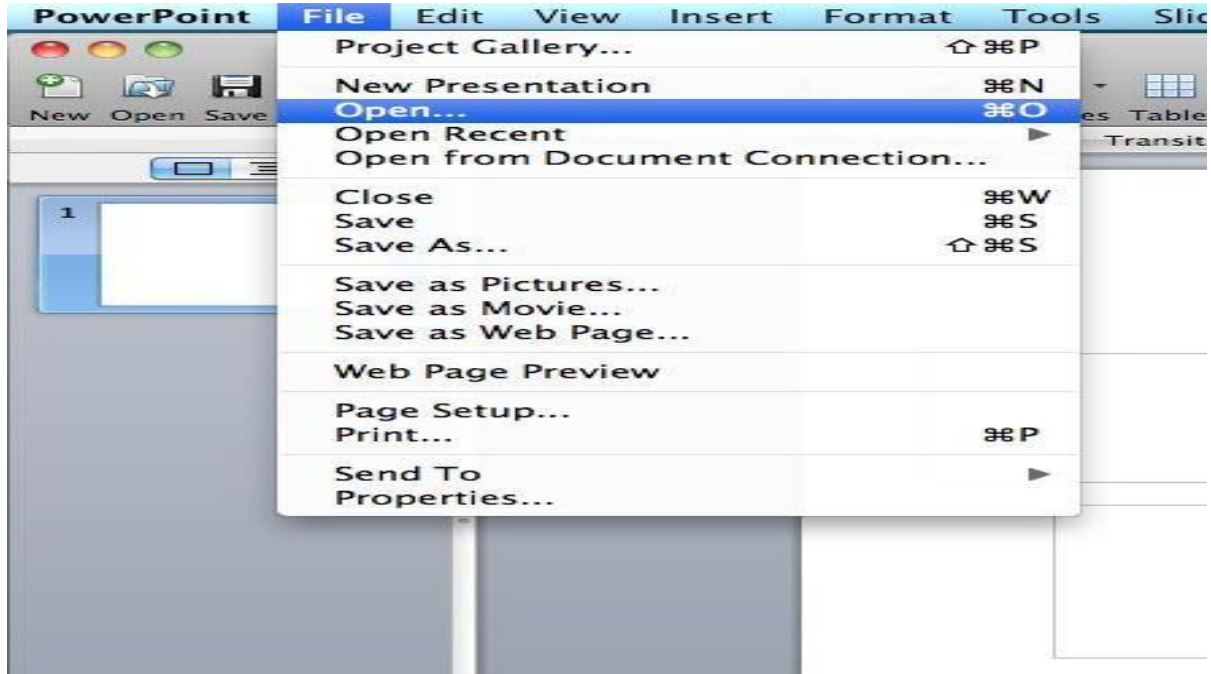 PowerPoint File Edit View Insert Format Tools
Project Gallery... ⇧⌘P
New Presentation ⌘N
Open... ⌘O
Open Recent ▶
Open from Document Connection...
Close ⌘W
Save ⌘S
Save As... ⇧⌘S
Save as Pictures...
Save as Movie...
Save as Web Page...
Web Page Preview
Page Setup...
Print... ⌘P
Send To ▶
Properties...
New Open Save Table
1